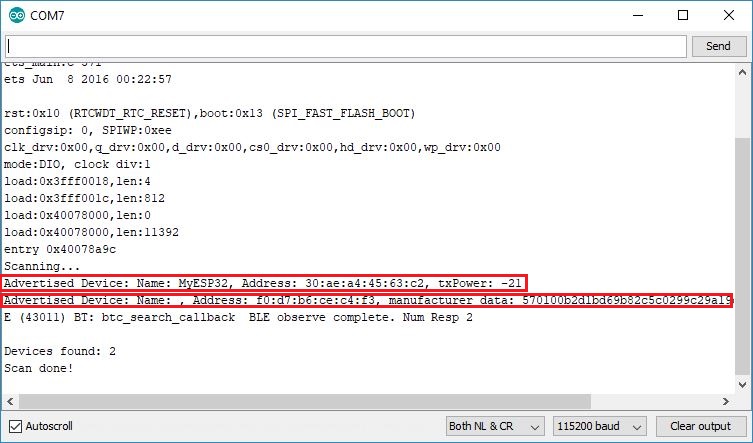 COM7
Send
ets_main.c 371
ets Jun  8 2016 00:22:57
rst:0x10 (RTCWDT_RTC_RESET),boot:0x13 (SPI_FAST_FLASH_BOOT)
configsip: 0, SPIWP:0xee
clk_drv:0x00,q_drv:0x00,d_drv:0x00,cs0_drv:0x00,hd_drv:0x00,wp_drv:0x00
mode:DIO, clock div:1
load:0x3fff0018,len:4
load:0x3fff001c,len:812
load:0x40078000,len:0
load:0x40078000,len:11392
entry 0x40078a9c
Scanning...
Advertised Device: Name: MyESP32, Address: 30:ae:a4:45:63:c2, txPower: -21
Advertised Device: Name: , Address: f0:d7:b6:ce:c4:f3, manufacturer data: 570100b2d1bd69b82c5c0299c29a19
E (43011) BT: btc_search_callback  BLE observe complete. Num Resp 2
Devices found: 2
Scan done!
Autoscroll
Both NL & CR
115200 baud
Clear output